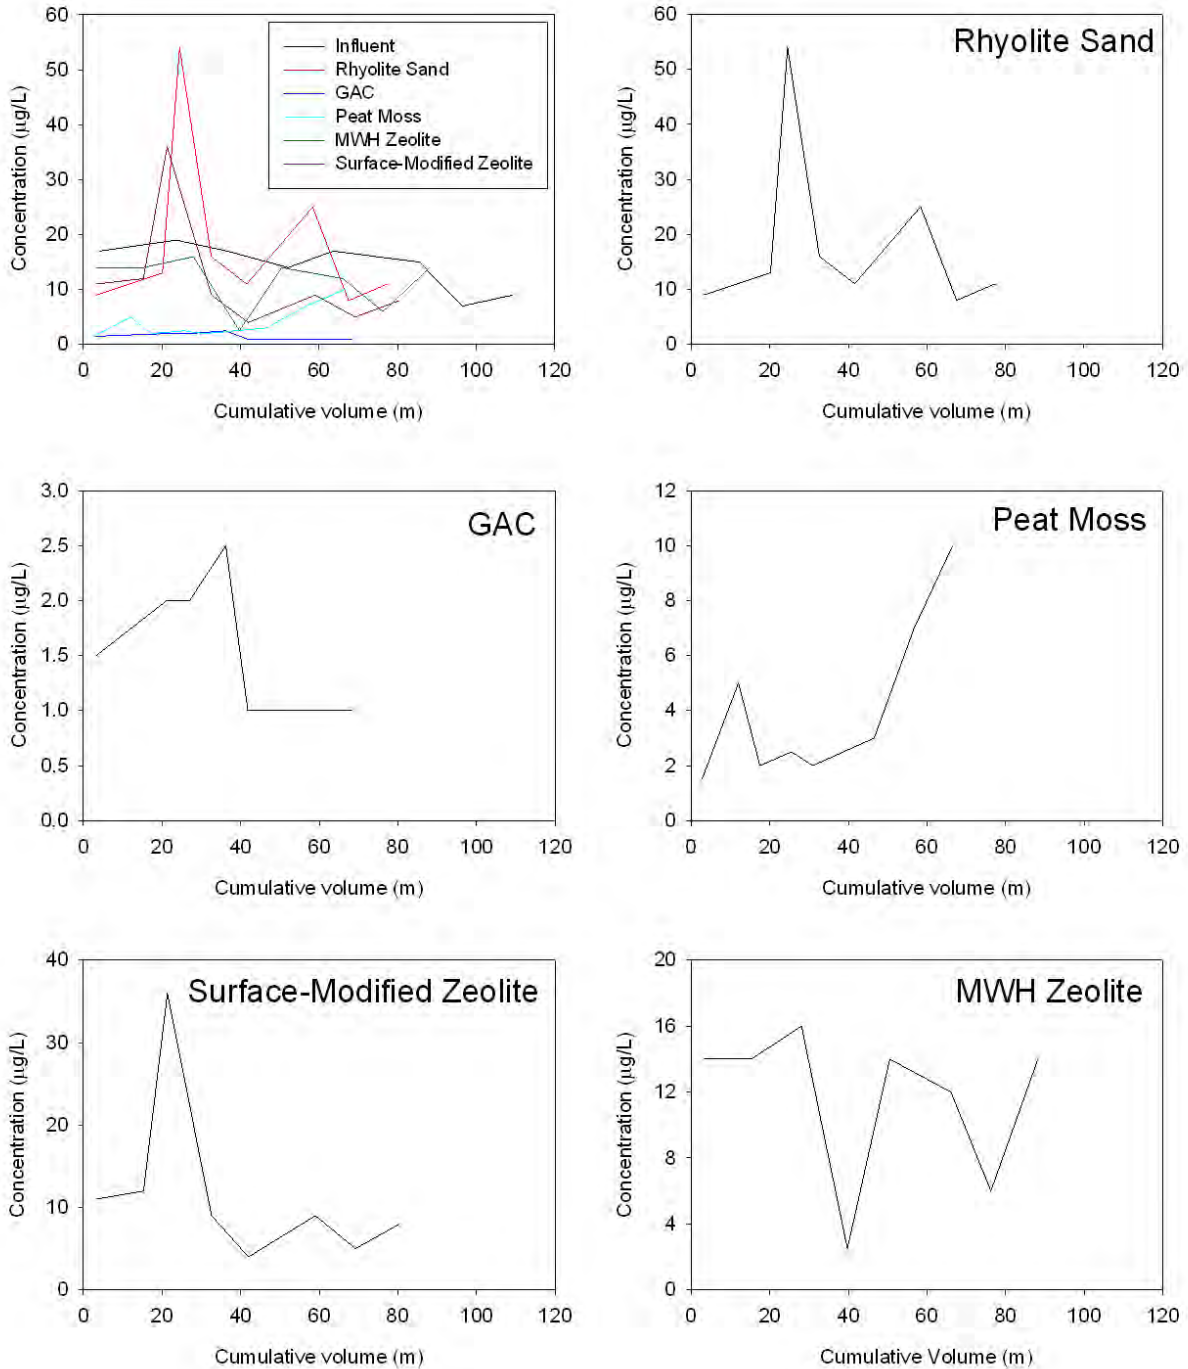 60
50
40
30
20
10
0
Concentration (µg/L)
Influent
Rhyolite Sand
GAC
Peat Moss
MWH Zeolite
Surface-Modified Zeolite
0 20 40 60 80 100 120
Cumulative volume (m)
Rhyolite Sand
60
50
40
30
20
10
0
Concentration (µg/L)
0 20 40 60 80 100 120
Cumulative volume (m)
GAC
3.0
2.5
2.0
1.5
1.0
0.5
0.0
Concentration (µg/L)
0 20 40 60 80 100 120
Cumulative volume (m)
Peat Moss
12
10
8
6
4
2
0
Concentration (µg/L)
0 20 40 60 80 100 120
Cumulative volume (m)
Surface-Modified Zeolite
40
30
20
10
0
Concentration (µg/L)
0 20 40 60 80 100 120
Cumulative volume (m)
MWH Zeolite
20
16
12
8
4
0
Concentration (µg/L)
0 20 40 60 80 100 120
Cumulative Volume (m)